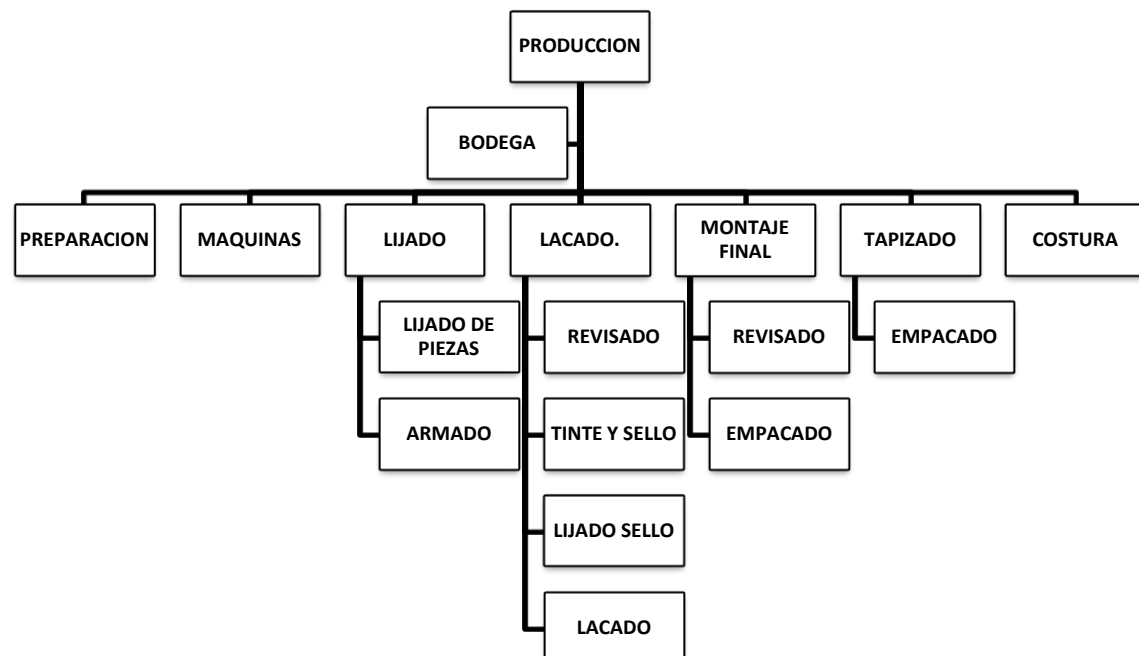 PRODUCCION
BODEGA
PREPARACION
MAQUINAS
LIJADO
LACADO.
MONTAJE
FINAL
TAPIZADO
COSTURA
LIJADO DE
PIEZAS
REVISADO
REVISADO
EMPACADO
ARMADO
TINTE Y SELLO
EMPACADO
LIJADO SELLO
LACADO